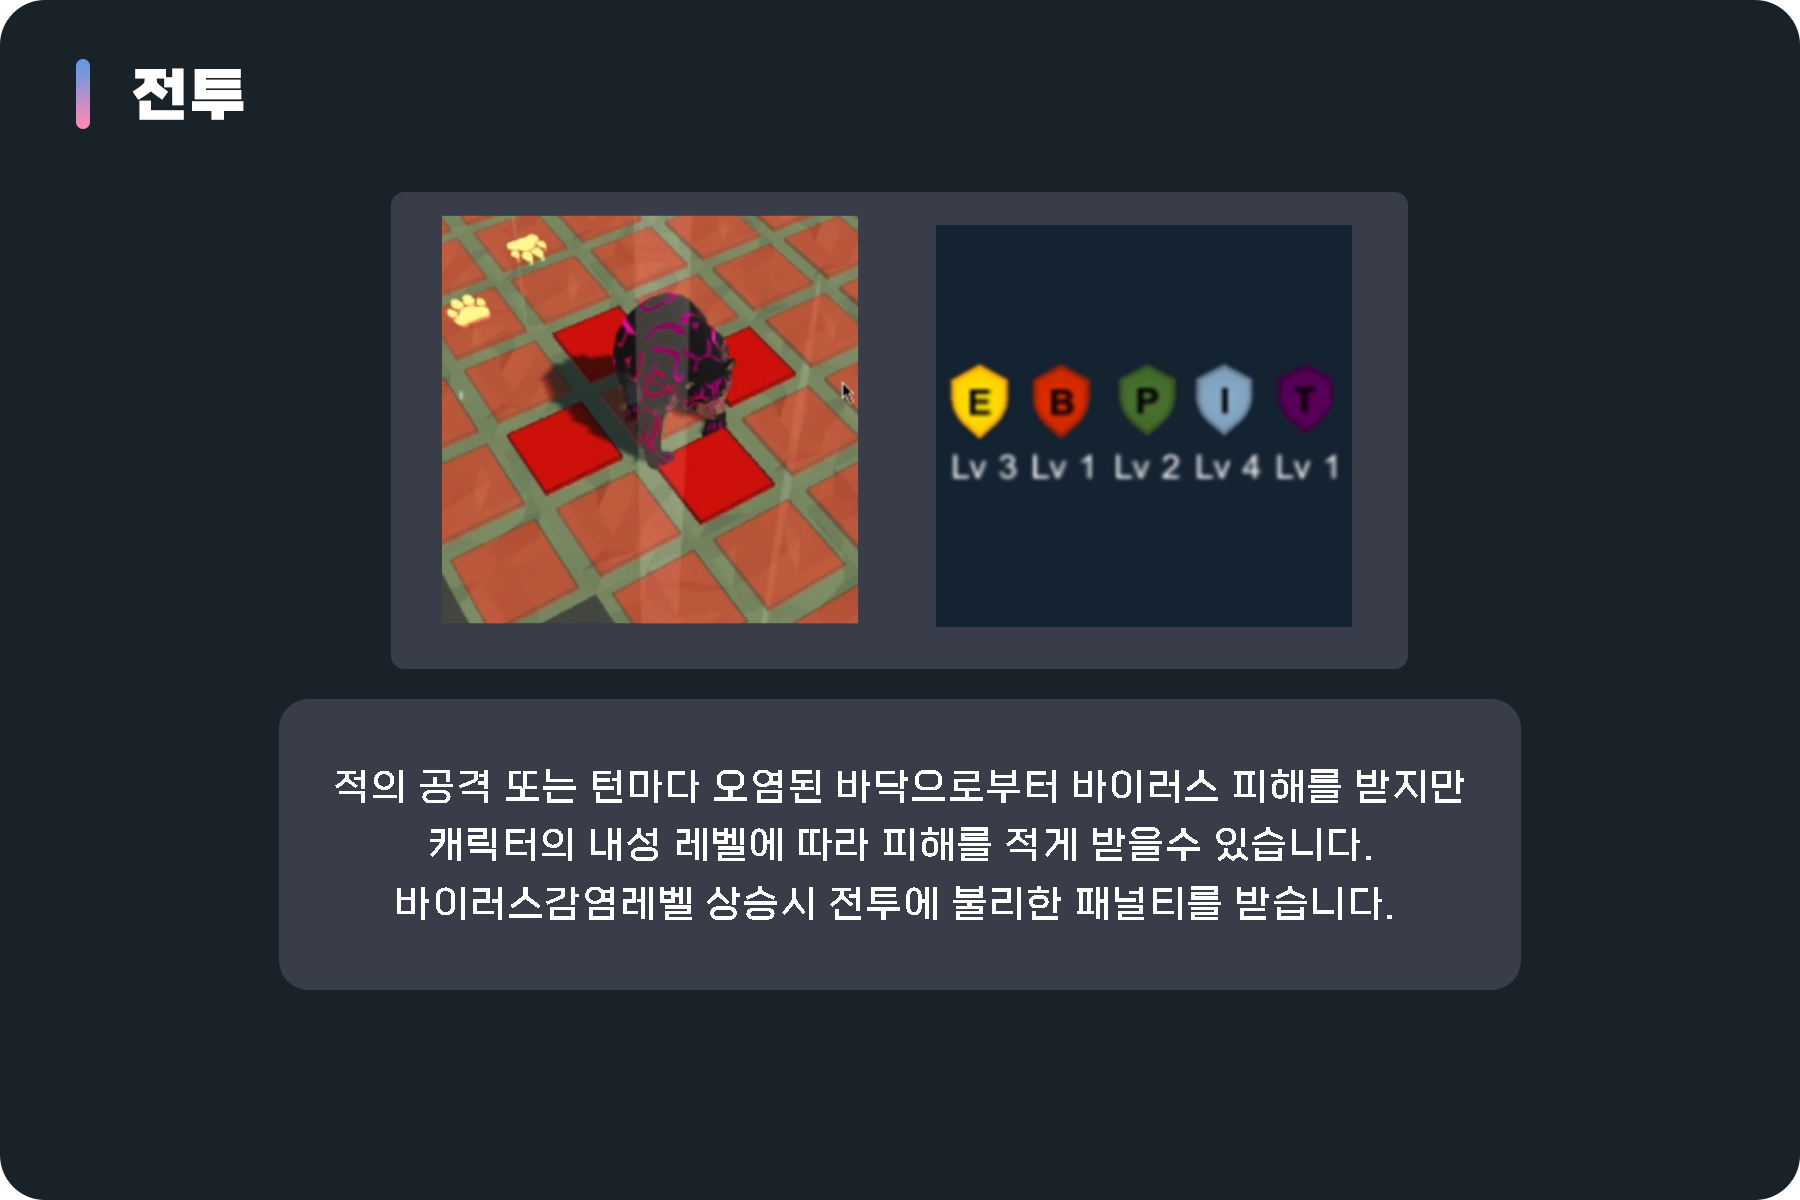 전투
E B P I T
Lv 3 Lv 1 Lv 2 Lv 4 Lv 1
적의 공격 또는 턴마다 오염된 바닥으로부터 바이러스 피해를 받지만
캐릭터의 내성 레벨에 따라 피해를 적게 받을수 있습니다.
바이러스감염레벨 상승시 전투에 불리한 패널티를 받습니다.